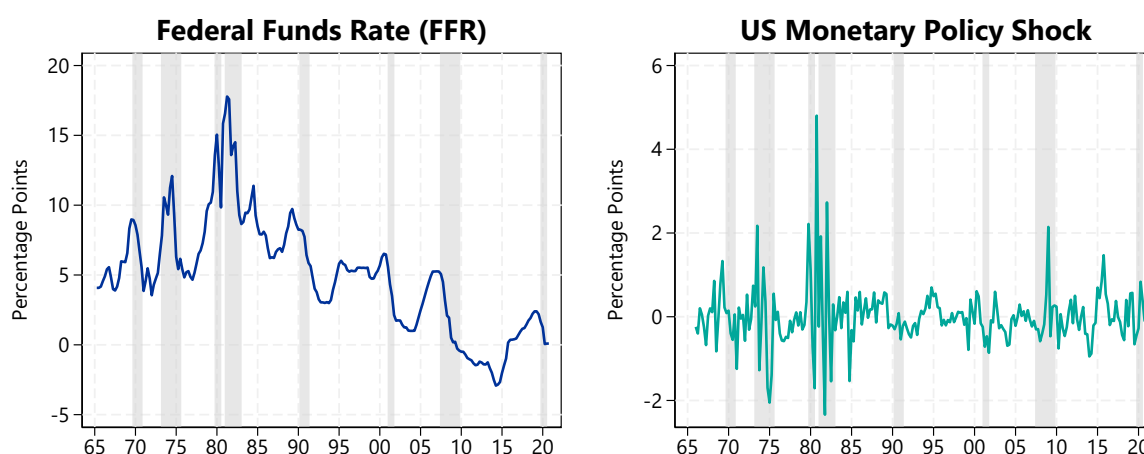 Federal Funds Rate (FFR)
Percentage Points
20
15
10
5
0
-5
65 70 75 80 85 90 95 00 05 10 15 20
US Monetary Policy Shock
Percentage Points
6
4
2
0
-2
65 70 75 80 85 90 95 00 05 10 15 20